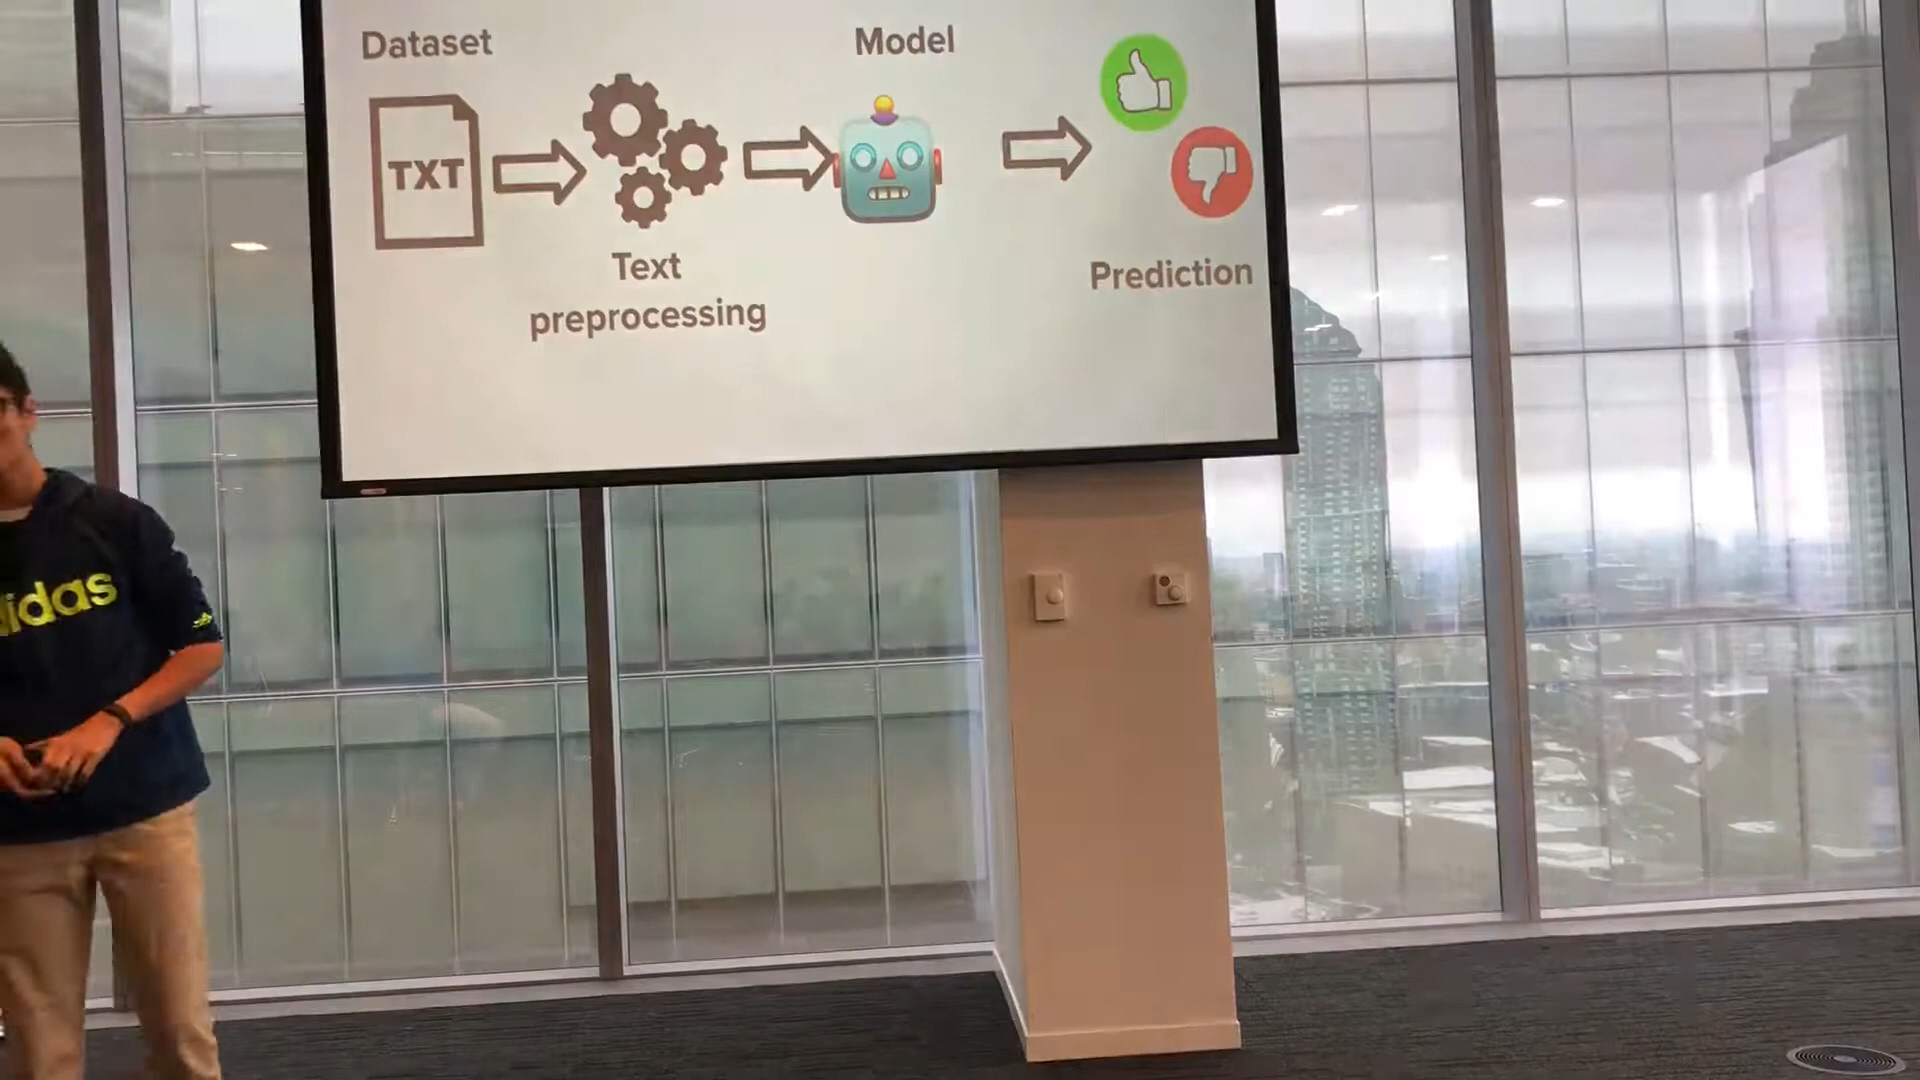 Dataset
Model
TXT
Text
preprocessing
Prediction
idas